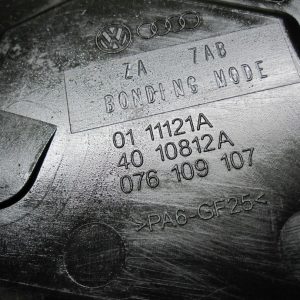 ZA 7AB
BONDING MODE
01 11121A
40 10812A
076 109 107
>PA6-GF25<